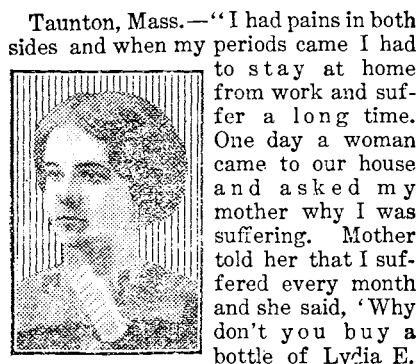 Taunton, Mass.—“I had pains in both
sides and when my periods came I had
to stay at home
from work and suf-
fer a long time.
One day a woman
came to our house
and asked my
mother why I was
suffering. Mother
told her that I suf-
fered every month
and she said, ‘Why
don't you buy a
bottle of Lydia E.